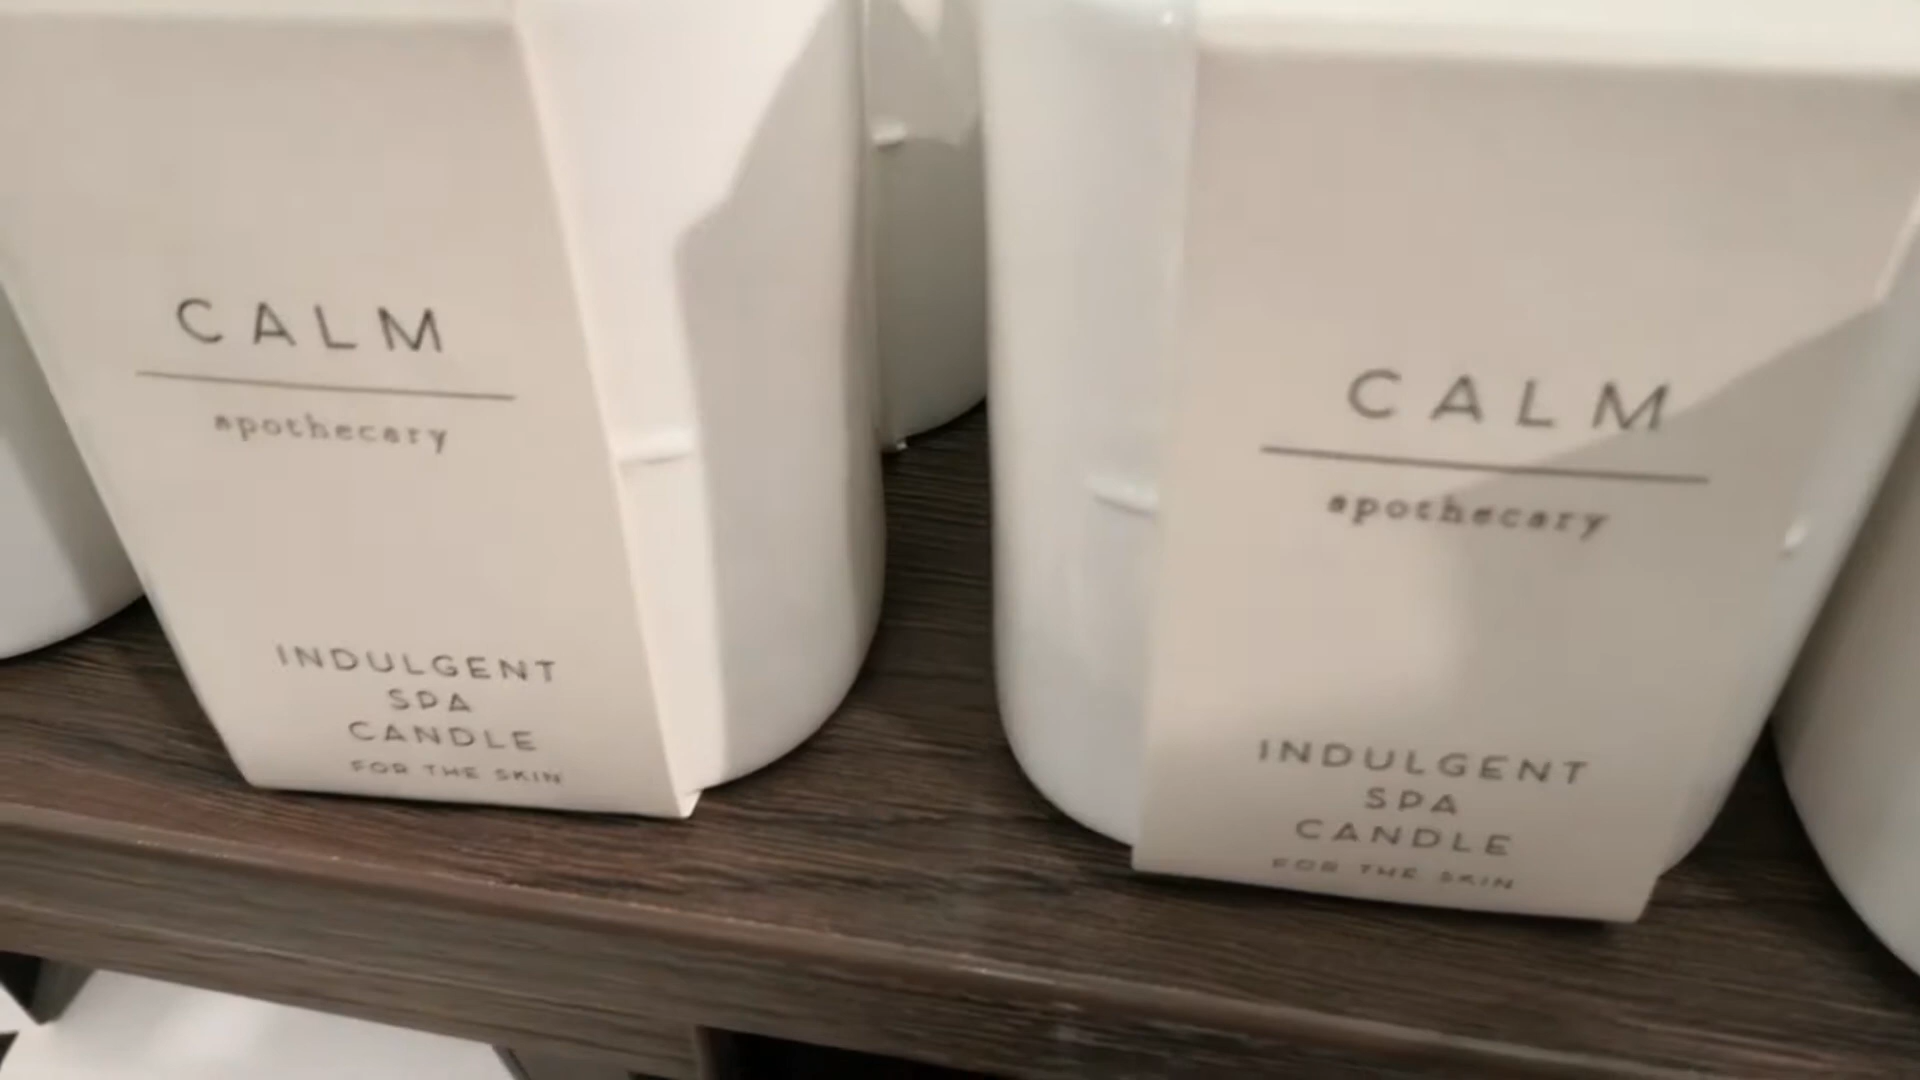 CALM
apothecary
INDULGENT
SPA
CANDLE
FOR THE SKIN
CALM
apothecary
INDULGENT
SPA
CANDLE
FOR THE SKIN